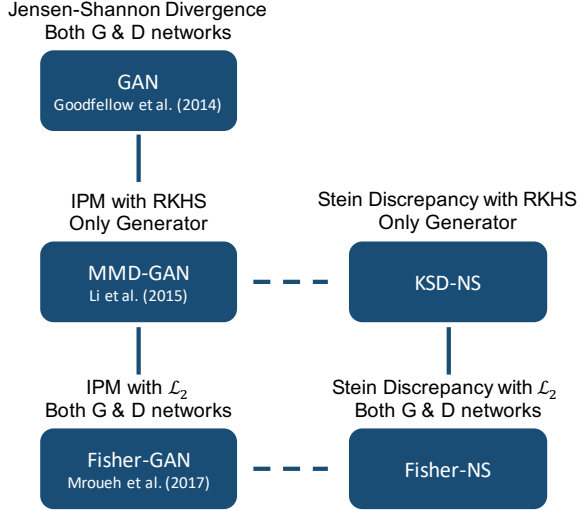 Jensen-Shannon Divergence
Both G & D networks
GAN
Goodfellow et al. (2014)
IPM with RKHS
Only Generator
MMD-GAN
Li et al. (2015)
Stein Discrepancy with RKHS
Only Generator
KSD-NS
IPM with ℒ₂
Both G & D networks
Fisher-GAN
Mroueh et al. (2017)
Stein Discrepancy with ℒ₂
Both G & D networks
Fisher-NS